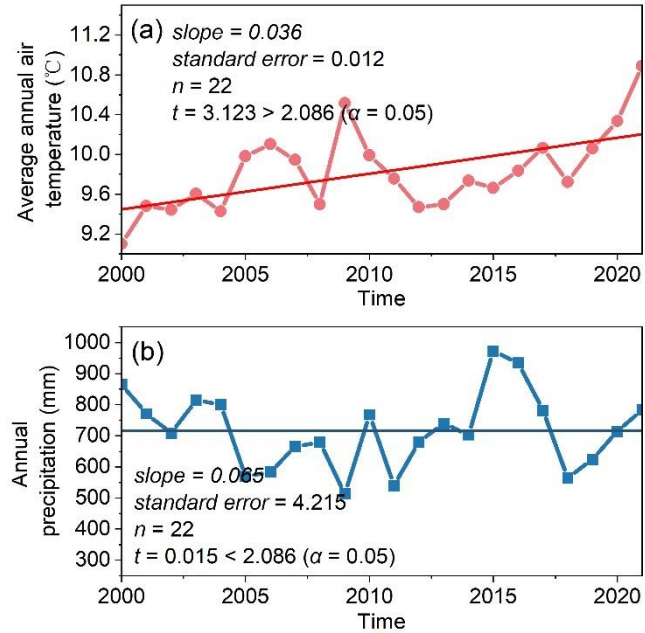 (a)
slope = 0.036
standard error = 0.012
n = 22
t = 3.123 > 2.086 (α = 0.05)
Average annual air
temperature (℃)
11.2
10.8
10.4
10.0
9.6
9.2
2000
2005
2010
2015
2020
Time
(b)
Annual
precipitation (mm)
1000
900
800
700
600
500
400
300
slope = 0.065
standard error = 4.215
n = 22
t = 0.015 < 2.086 (α = 0.05)
2000
2005
2010
2015
2020
Time